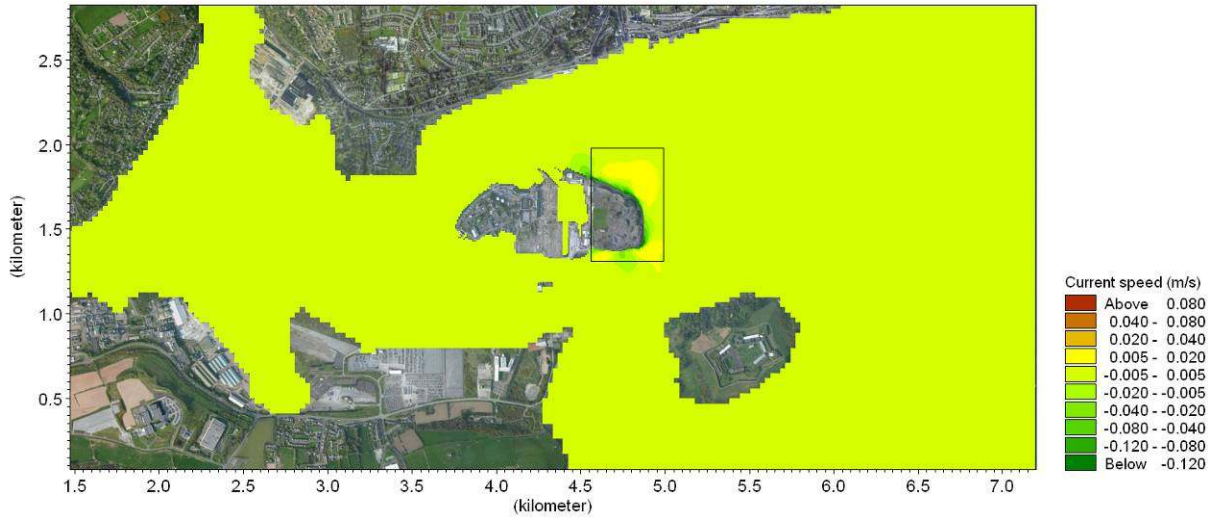 2.5
2.0
1.5
1.0
0.5
(kilometer)
1.5 2.0 2.5 3.0 3.5 4.0 4.5 5.0 5.5 6.0 6.5 7.0
(kilometer)
Current speed (m/s)
Above 0.080
0.040 - 0.080
0.020 - 0.040
0.005 - 0.020
-0.005 - 0.005
-0.020 - -0.005
-0.040 - -0.020
-0.080 - -0.040
-0.120 - -0.080
Below -0.120